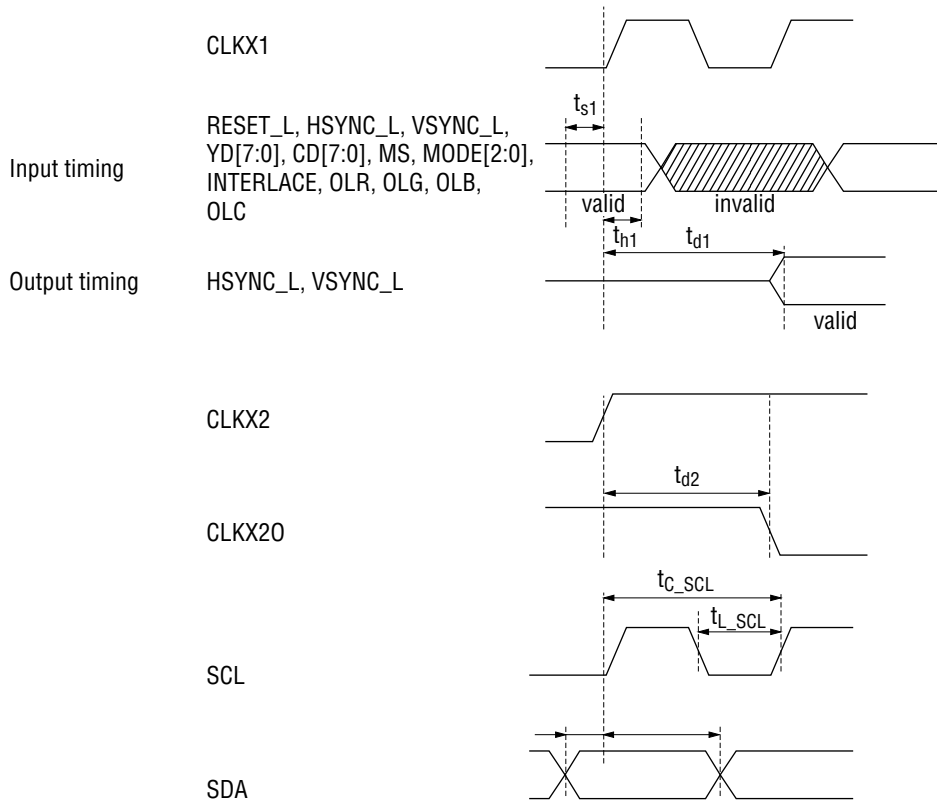 CLKX1
t_s1
Input timing
RESET_L, HSYNC_L, VSYNC_L,
YD[7:0], CD[7:0], MS, MODE[2:0],
INTERLACE, OLR, OLG, OLB,
OLC
valid
invalid
t_h1
t_d1
Output timing
HSYNC_L, VSYNC_L
valid
CLKX2
t_d2
CLKX2O
t_C_SCL
t_L_SCL
SCL
SDA